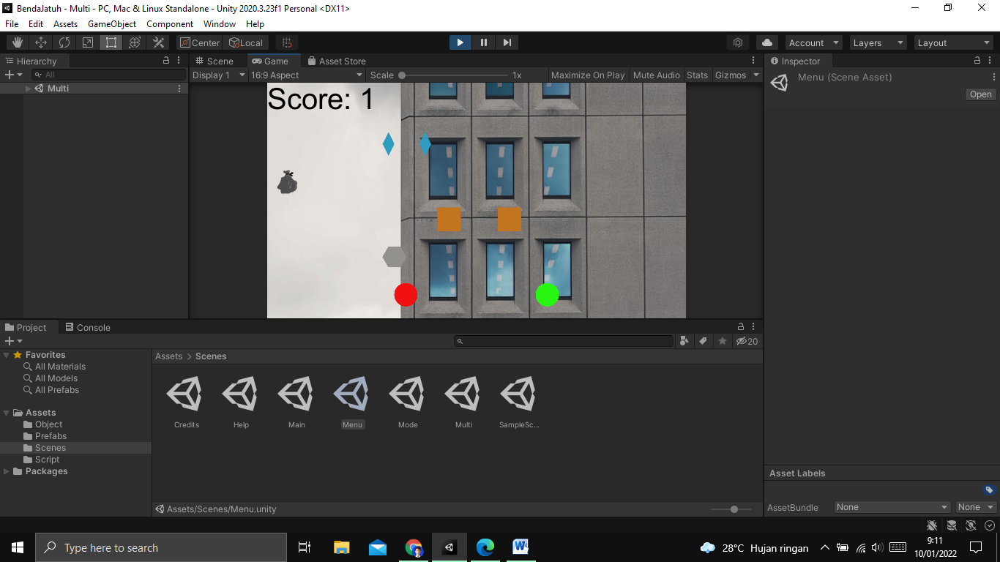 BendaJatuh - Multi - PC, Mac & Linux Standalone - Unity 2020.3.23f1 Personal <DX11>
File Edit Assets GameObject Component Window Help
Center Local Account Layers Layout
Hierarchy Scene Game Asset Store Inspector
All Display 1 16:9 Aspect Scale 1x Maximize On Play Mute Audio Stats Gizmos Menu (Scene Asset)
Multi
Open
Score: 1
Project Console
20
Favorites Assets > Scenes
All Materials
All Models
All Prefabs
Assets
Object
Prefabs
Scenes
Script
Packages
Credits Help Main Menu Mode Multi SampleSc...
Asset Labels
Assets/Scenes/Menu.unity
AssetBundle None None
Type here to search
28°C Hujan ringan
9:11
10/01/2022